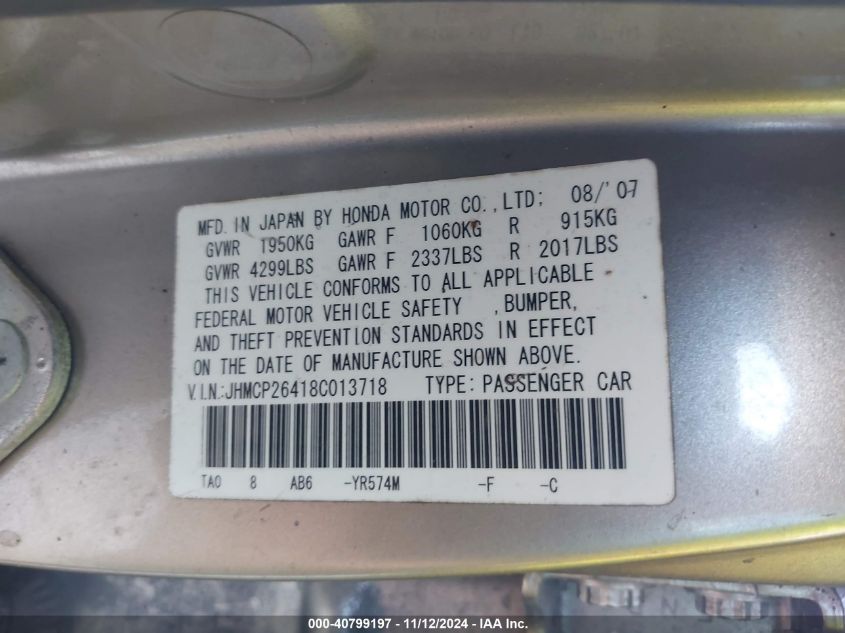 MFD. IN JAPAN BY HONDA MOTOR CO.,LTD; 08/'07
GVWR 1950KG GAWR F 1060KG R 915KG
GVWR 4299LBS GAWR F 2337LBS R 2017LBS
THIS VEHICLE CONFORMS TO ALL APPLICABLE
FEDERAL MOTOR VEHICLE SAFETY ,BUMPER,
AND THEFT PREVENTION STANDARDS IN EFFECT
ON THE DATE OF MANUFACTURE SHOWN ABOVE.
V.I.N.:JHMCP26418C013718 TYPE: PASSENGER CAR
TA0 8 AB6 -YR574M -F -C
000-40799197 - 11/12/2024 - IAA Inc.